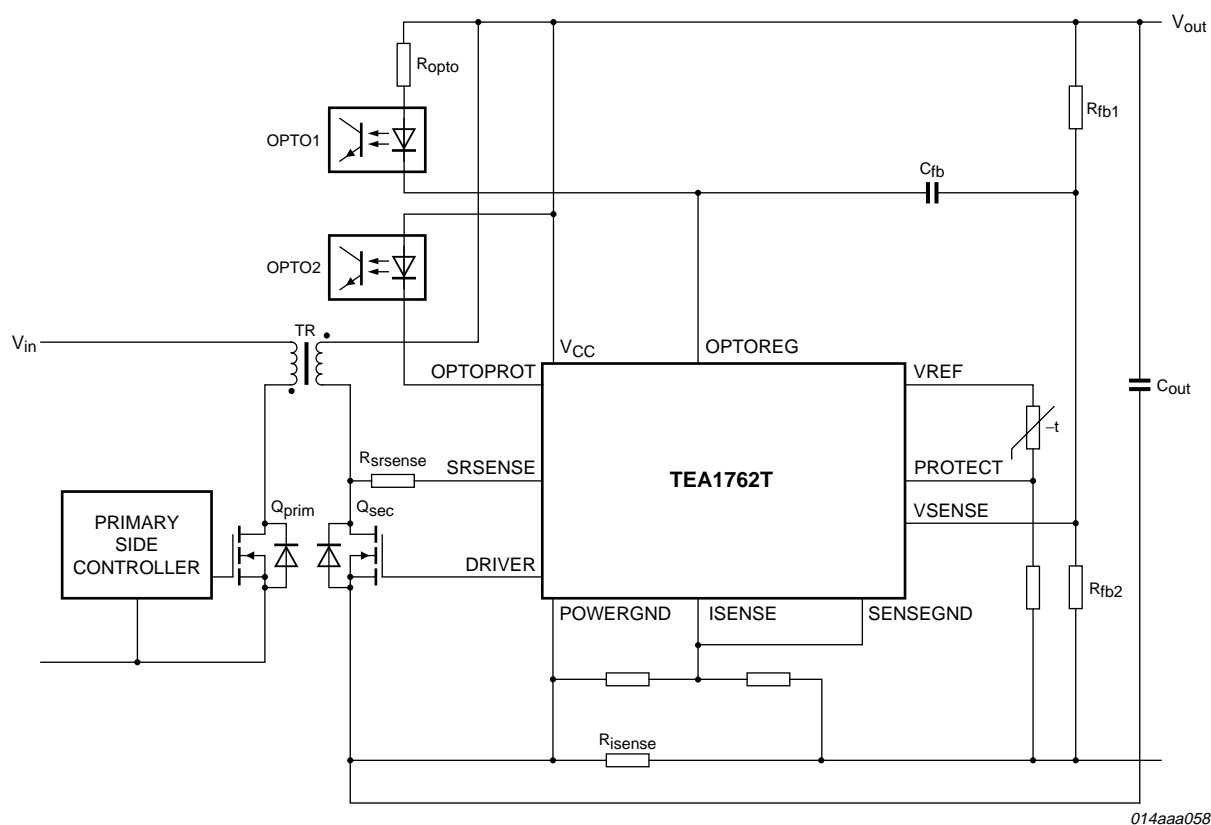 Vout
Ropto
Rfb1
OPTO1
Cfb
OPTO2
TR
Vin
VCC
OPTOREG
OPTOPROT
VREF
Cout
–t
Rsrsense
SRSENSE
TEA1762T
PROTECT
Qprim
Qsec
VSENSE
PRIMARY
SIDE
CONTROLLER
DRIVER
Rfb2
POWERGND
ISENSE
SENSEGND
Risense
014aaa058